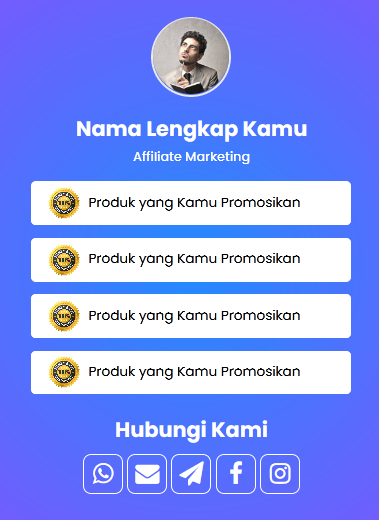 Nama Lengkap Kamu
Affiliate Marketing
Produk yang Kamu Promosikan
Produk yang Kamu Promosikan
Produk yang Kamu Promosikan
Produk yang Kamu Promosikan
Hubungi Kami